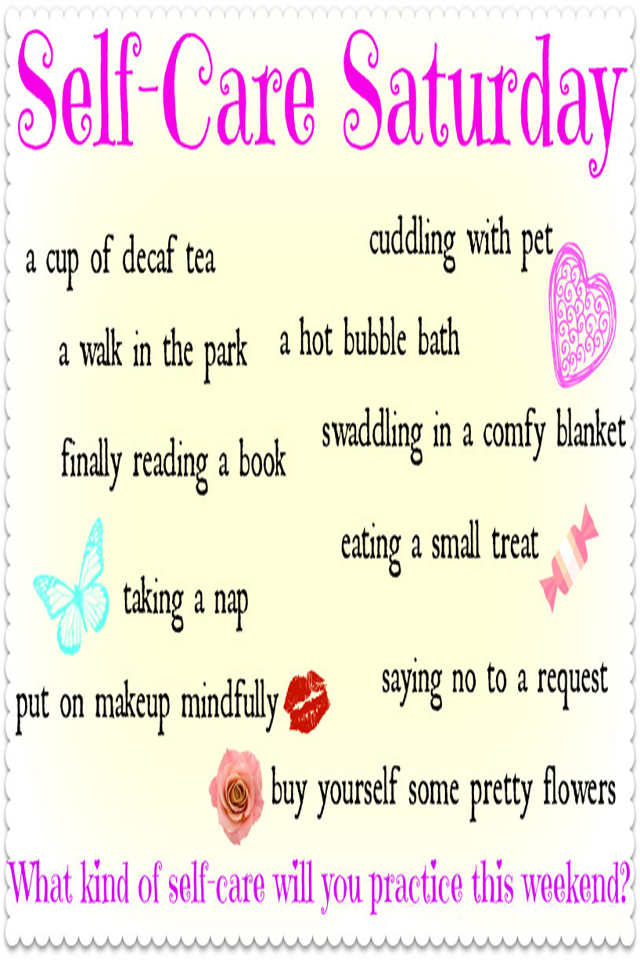 Self-Care Saturday
cuddling with pet
a cup of decaf tea
a walk in the park
a hot bubble bath
swaddling in a comfy blanket
finally reading a book
eating a small treat
taking a nap
saying no to a request
put on makeup mindfully
buy yourself some pretty flowers
What kind of self-care will you practice this weekend?